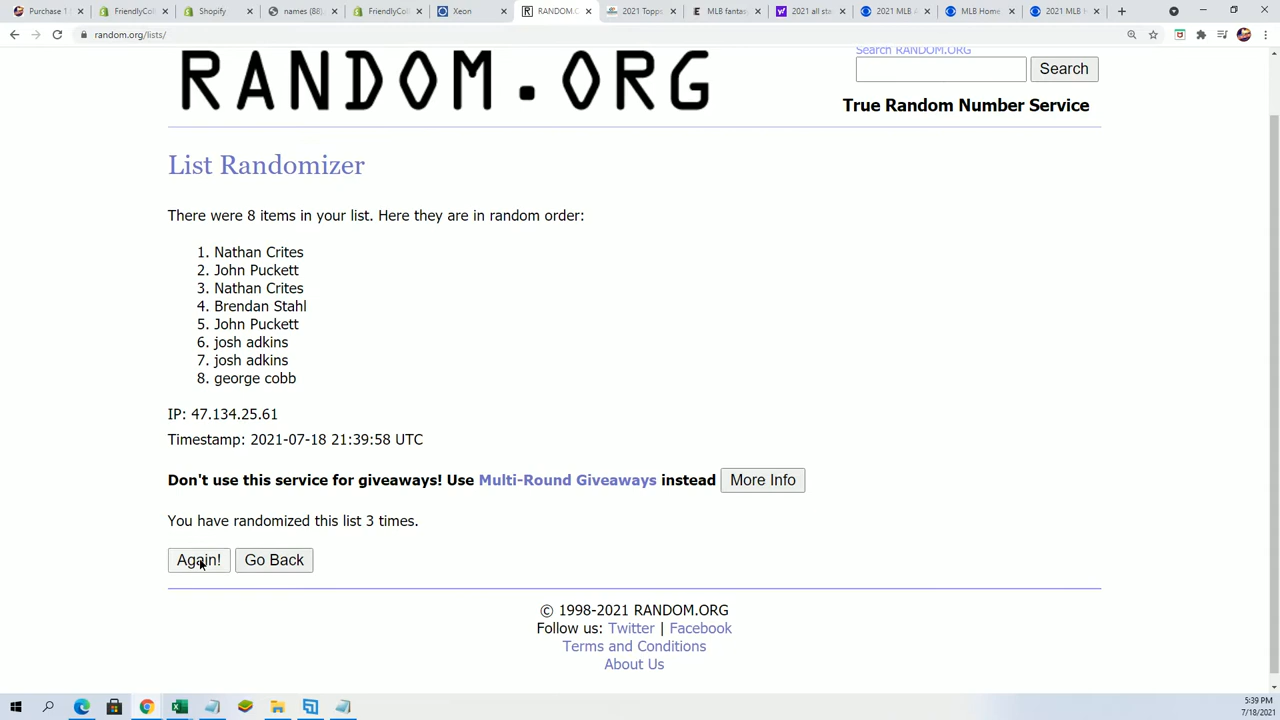 Purchase 1
FriendlyCol
Shopify
names (88)
FriendlyCol
Xeon
RANDOM.O
2021 Topp
MLB fantas
2021 all sta
2021 MLB A
MLB Home
2021 MLB H
random.org/lists/
RANDOM.ORG
Search RANDOM.ORG
Search
True Random Number Service
List Randomizer
There were 8 items in your list. Here they are in random order:
1. Nathan Crites
2. John Puckett
3. Nathan Crites
4. Brendan Stahl
5. John Puckett
6. josh adkins
7. josh adkins
8. george cobb
IP: 47.134.25.61
Timestamp: 2021-07-18 21:39:58 UTC
Don't use this service for giveaways! Use Multi-Round Giveaways instead More Info
You have randomized this list 3 times.
Again! Go Back
© 1998-2021 RANDOM.ORG
Follow us: Twitter | Facebook
Terms and Conditions
About Us
5:39 PM
7/18/2021